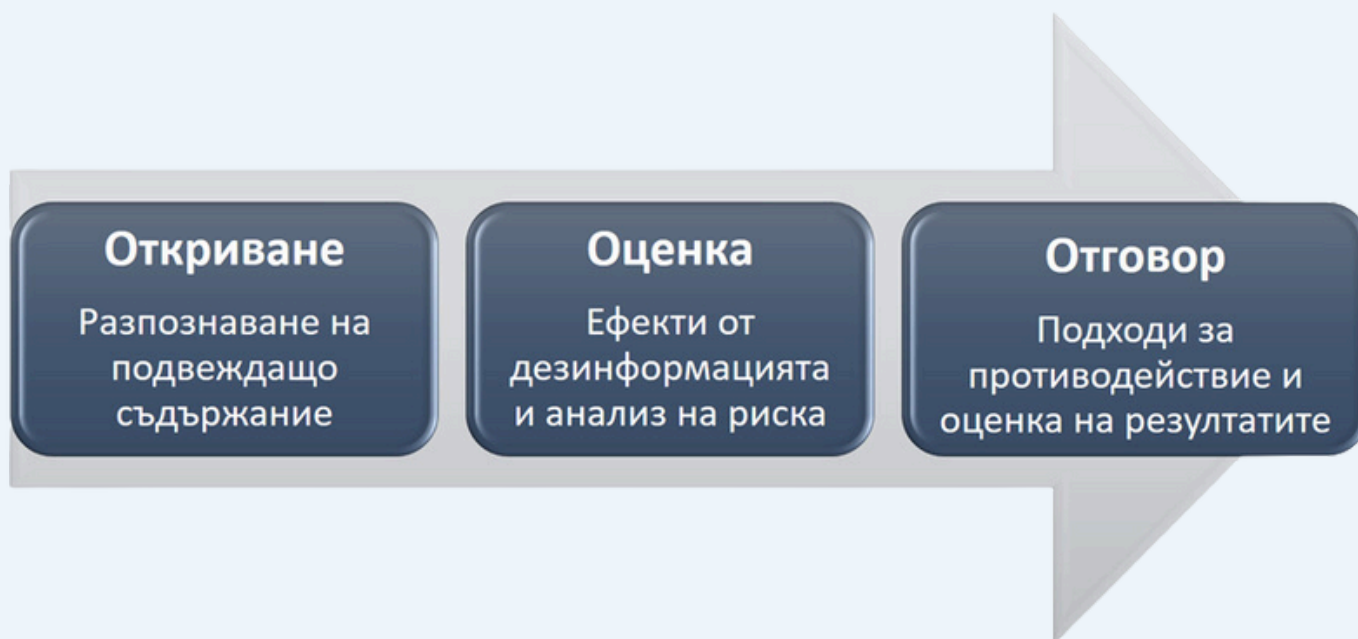 Откриване
Разпознаване на
подвеждащо
съдържание
Оценка
Ефекти от
дезинформацията
и анализ на риска
Отговор
Подходи за
противодействие и
оценка на резултатите